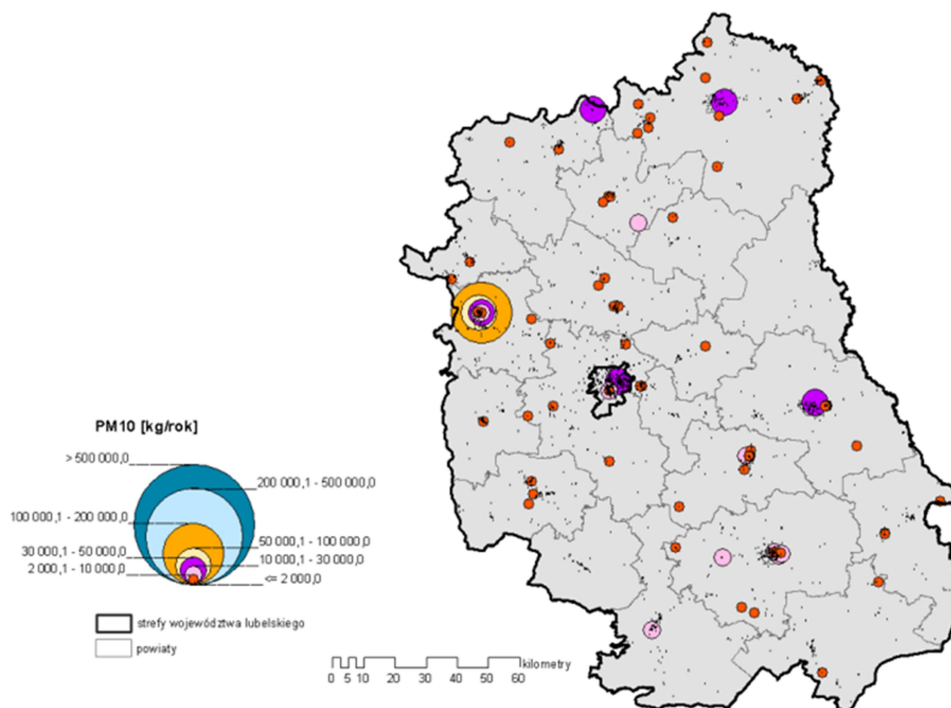 PM10 [kg/rok]
> 500 000,0
200 000,1 - 500 000,0
100 000,1 - 200 000,0
50 000,1 - 100 000,0
30 000,1 - 50 000,0
10 000,1 - 30 000,0
2 000,1 - 10 000,0
<= 2 000,0
strefy województwa lubelskiego
powiaty
kilometry
0 5 10 20 30 40 50 60